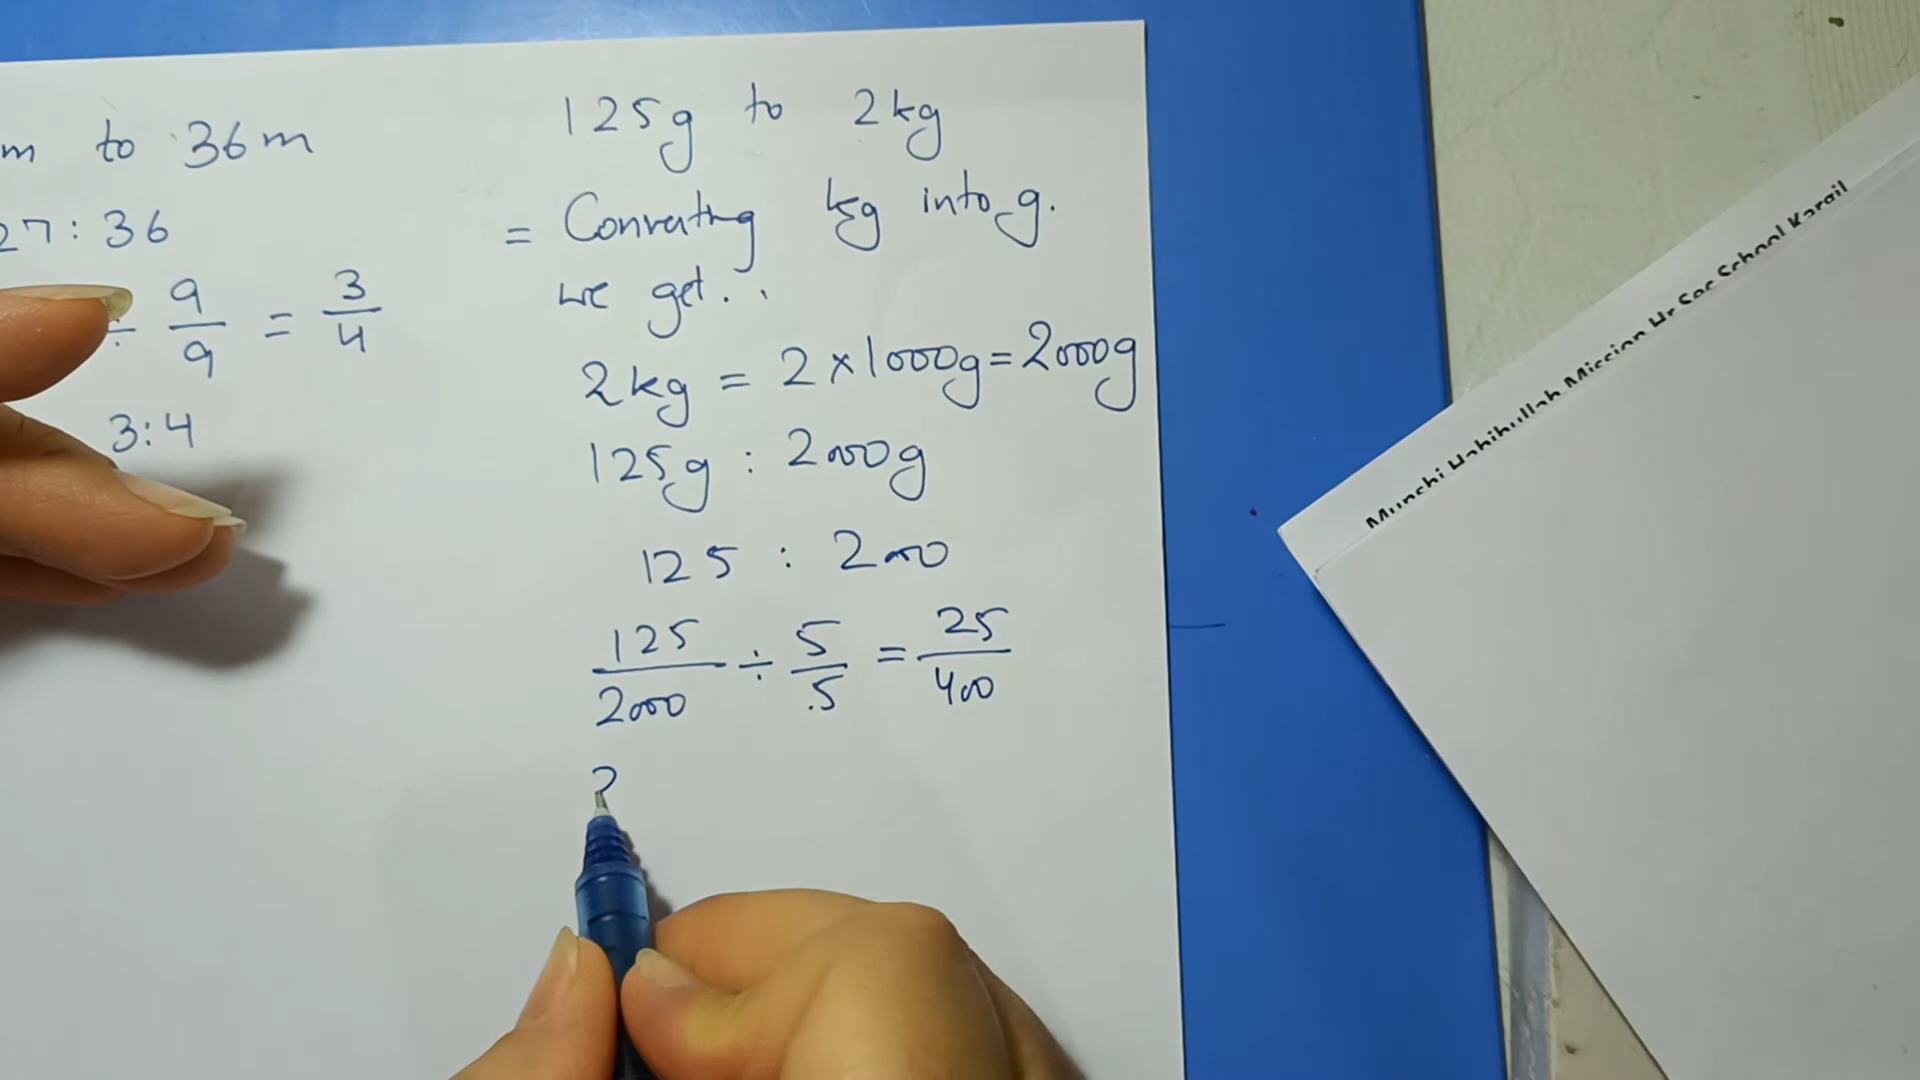 m to 36m
27:36
÷ 9/9 = 3/4
3:4
125g to 2kg
= Converting kg into g.
we get..
2kg = 2×1000g=2000g
125g : 2000g
125 : 2000
125/2000 ÷ 5/5 = 25/400
2
Munshi Habibullah Mission Hr Sec School Karail